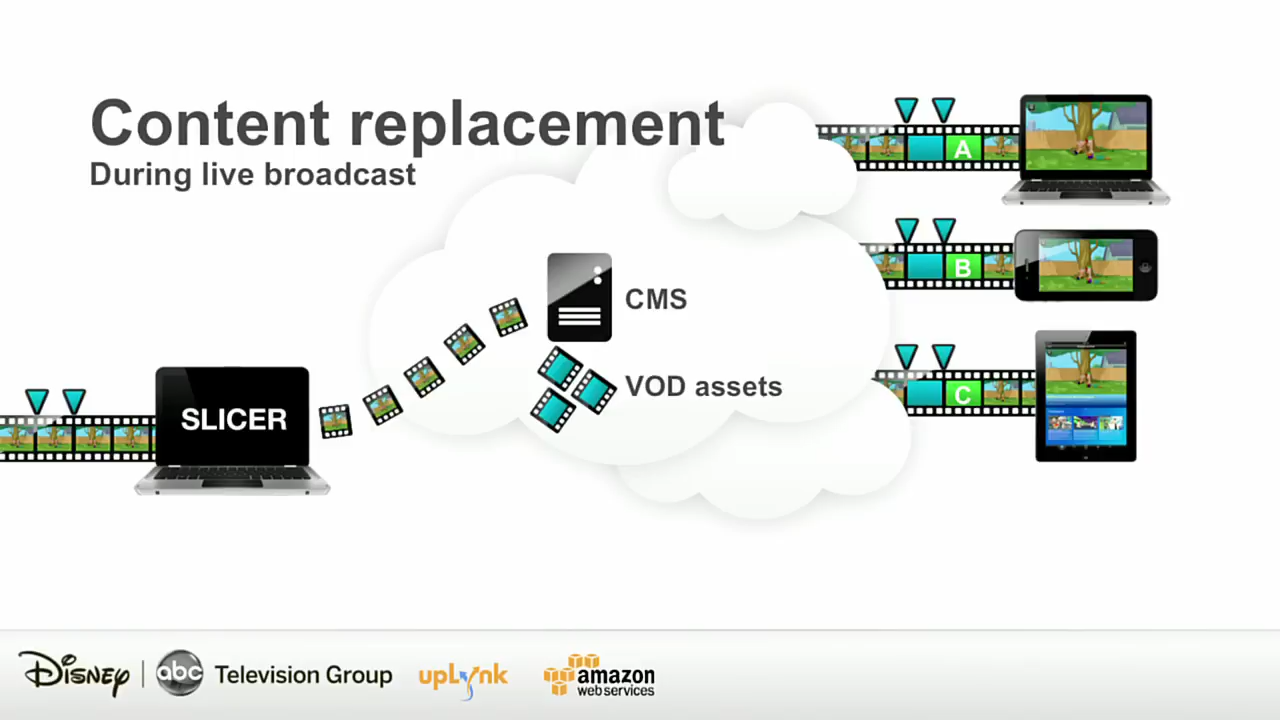 Content replacement
During live broadcast
A
B
CMS
SLICER
VOD assets
C
Disney | abc Television Group
upLynk
amazon
web services